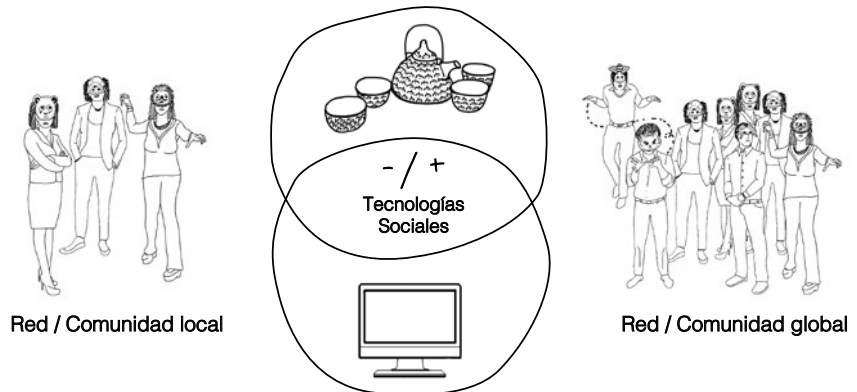 - / +
Tecnologías
Sociales
Red / Comunidad local
Red / Comunidad global